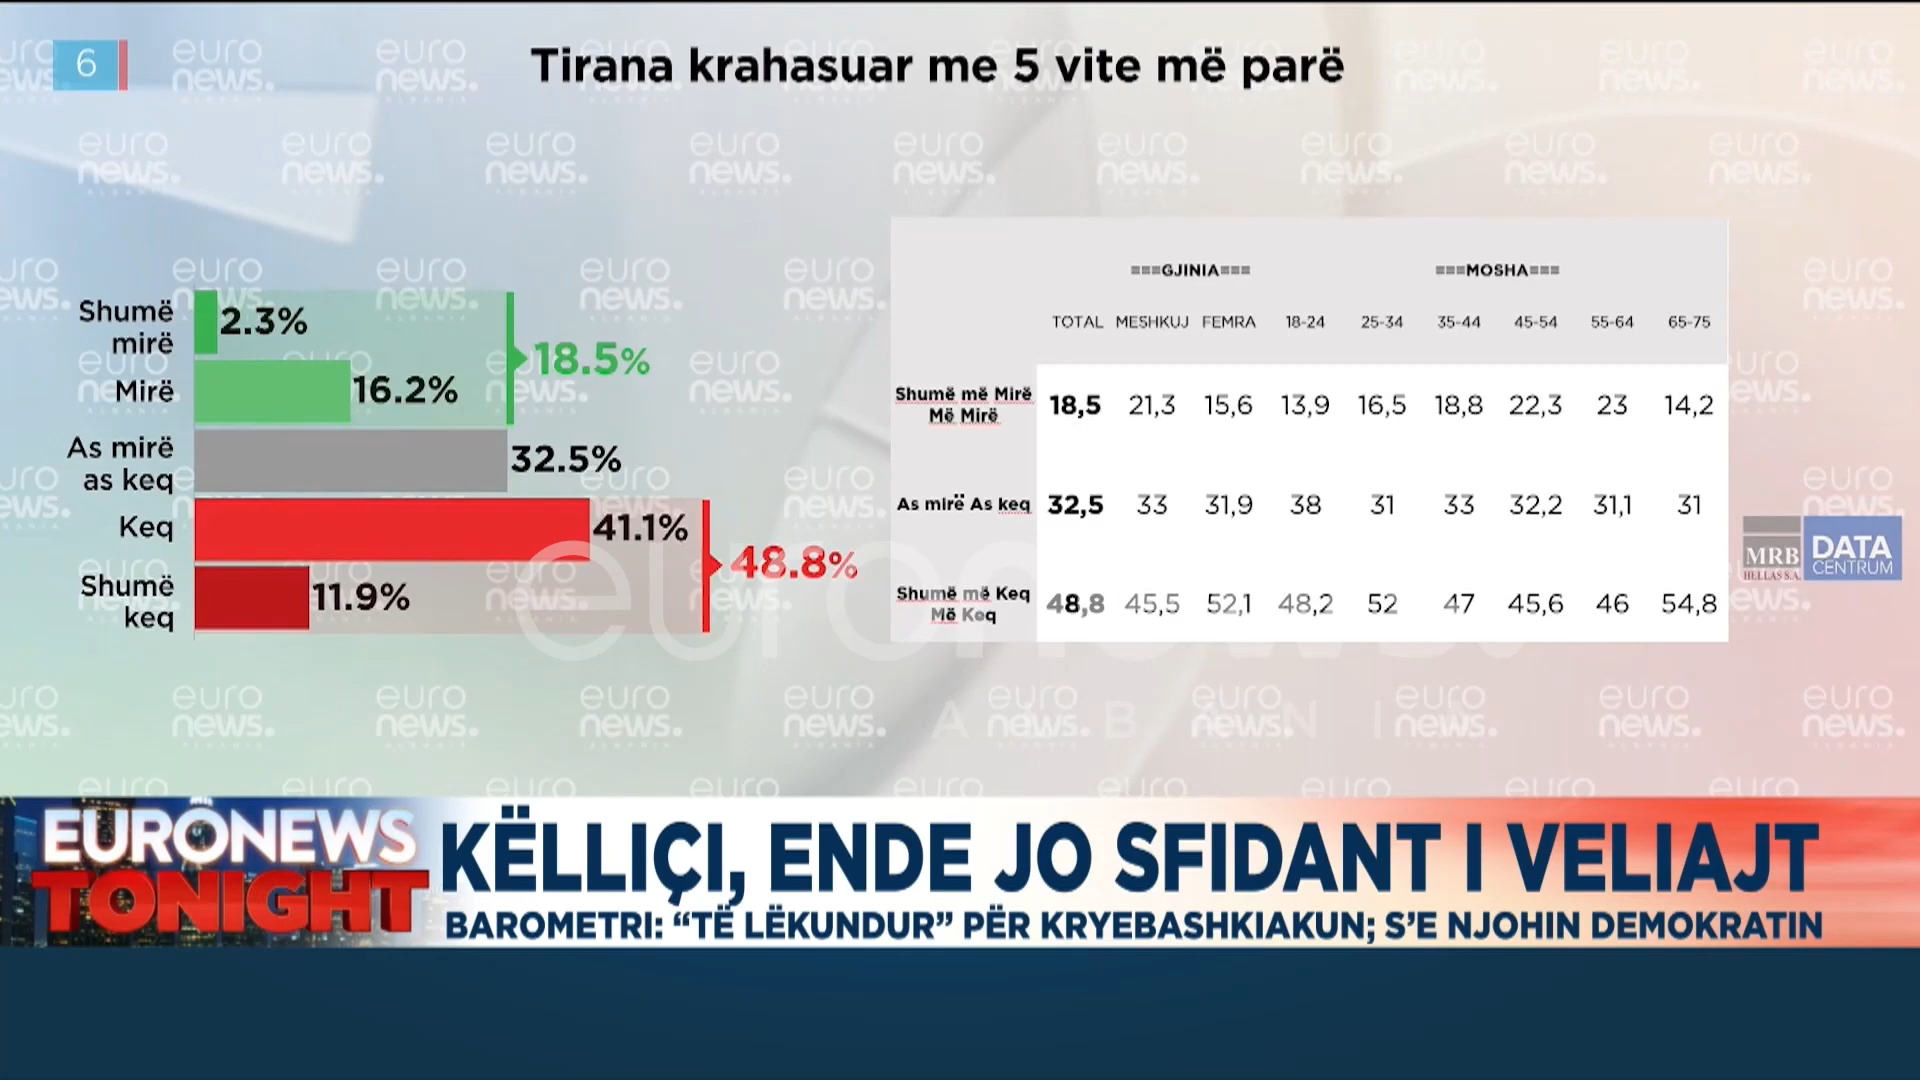 6
Tirana krahasuar me 5 vite më parë
Shumë
mirë
2.3%
Mirë
16.2%
18.5%
As mirë
as keq
32.5%
Keq
41.1%
48.8%
Shumë
keq
11.9%
===GJINIA=== ===MOSHA===
TOTAL MESHKUJ FEMRA 18-24 25-34 35-44 45-54 55-64 65-75
Shumë më Mirë
Më Mirë
18,5 21,3 15,6 13,9 16,5 18,8 22,3 23 14,2
As mirë As keq 32,5 33 31,9 38 31 33 32,2 31,1 31
Shumë më Keq
Më Keq
48,8 45,5 52,1 48,2 52 47 45,6 46 54,8
MRB
HELLAS S.A.
DATA
CENTRUM
euronews.
ALBANIA
EURONEWS
TONIGHT
KËLLIÇI, ENDE JO SFIDANT I VELIAJT
BAROMETRI: “TË LËKUNDUR” PËR KRYEBASHKIAKUN; S’E NJOHIN DEMOKRATIN